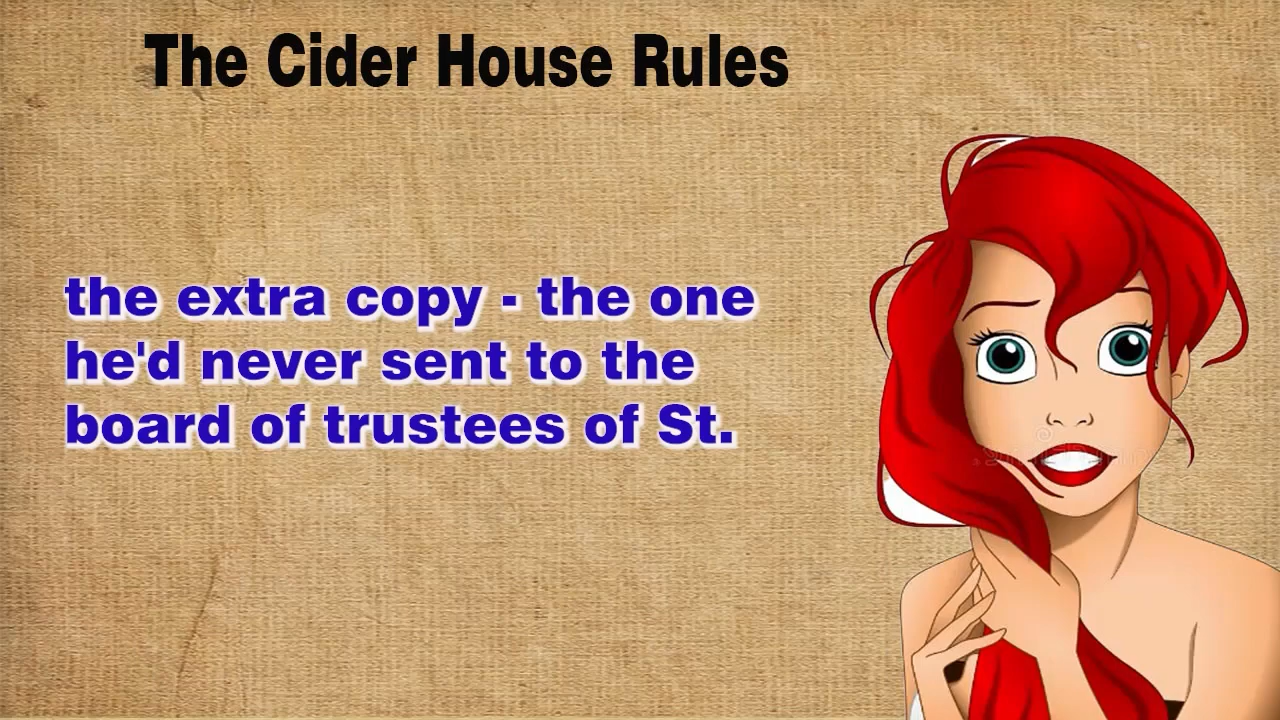 The Cider House Rules
the extra copy - the one
he'd never sent to the
board of trustees of St.